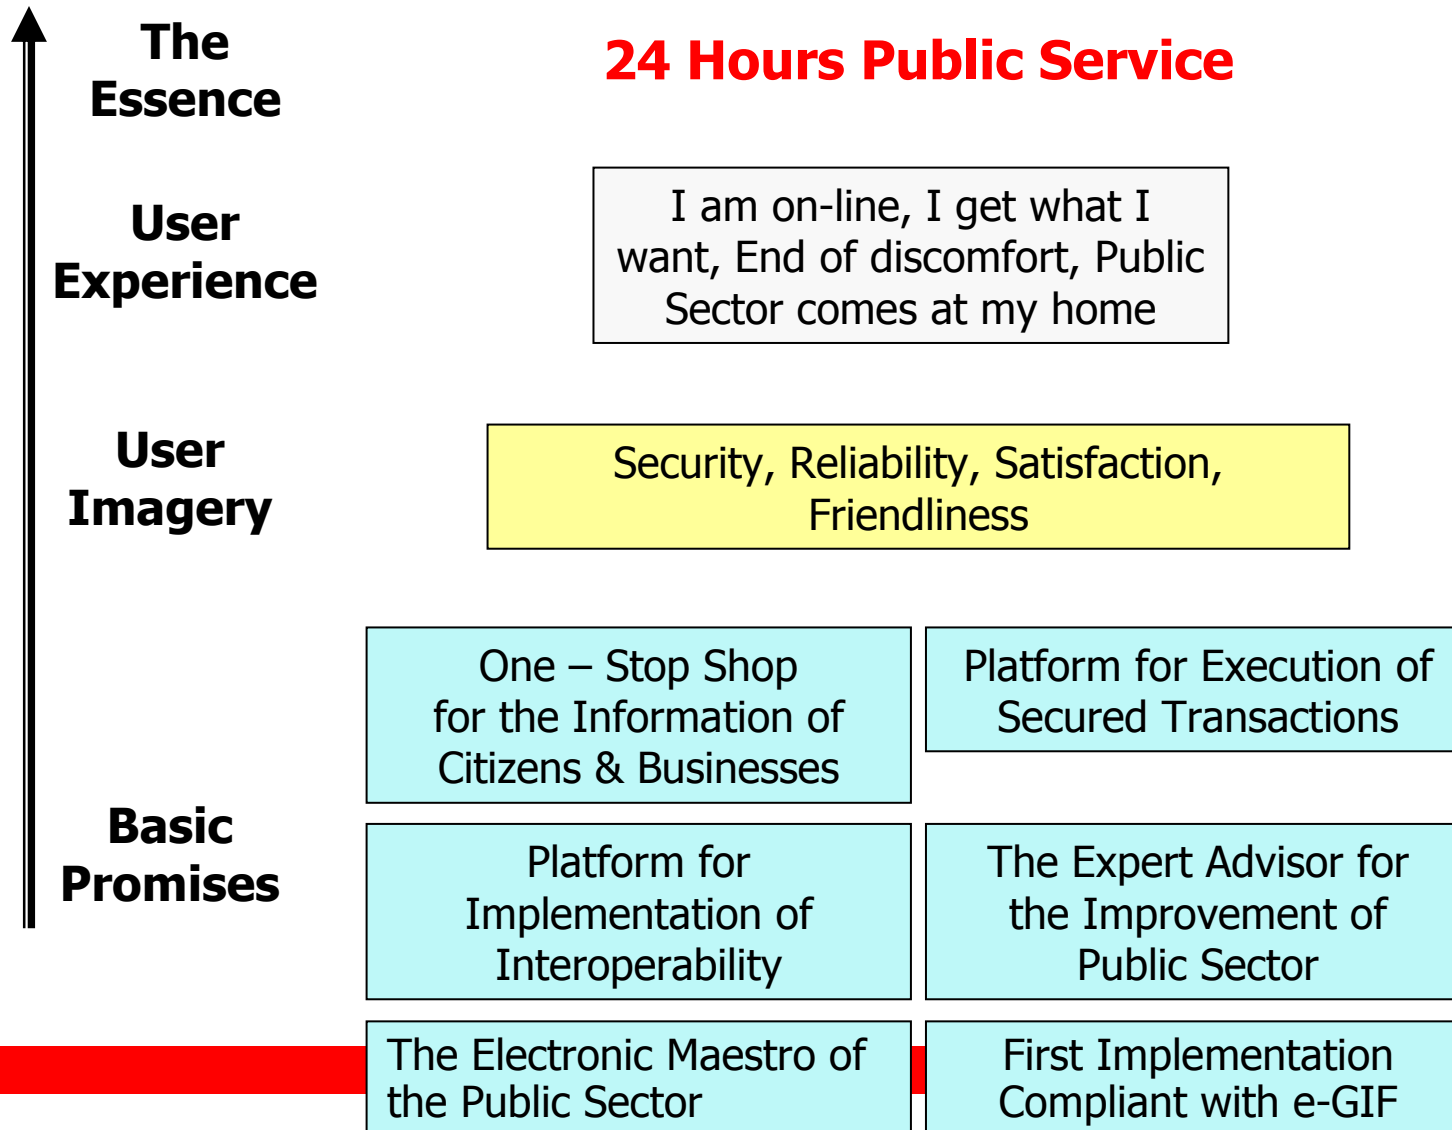 The
Essence
24 Hours Public Service
User
Experience
I am on-line, I get what I
want, End of discomfort, Public
Sector comes at my home
User
Imagery
Security, Reliability, Satisfaction,
Friendliness
Basic
Promises
One – Stop Shop
for the Information of
Citizens & Businesses
Platform for Execution of
Secured Transactions
Platform for
Implementation of
Interoperability
The Expert Advisor for
the Improvement of
Public Sector
The Electronic Maestro of
the Public Sector
First Implementation
Compliant with e-GIF